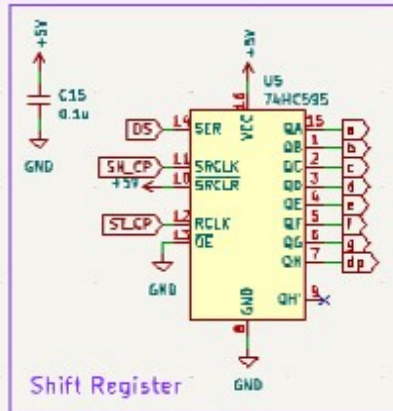 +5V
C15
0.1u
GND
+5V
U5
74HC595
16
VCC
DS
14
SER
SH_CP
11
SRCLK
+5V
10
SRCLR
ST_CP
12
RCLK
13
OE
GND
QA
15
a
QB
1
b
QC
2
c
QD
3
d
QE
4
e
QF
5
f
QG
6
g
QH
7
dp
QH'
9
GND
8
GND
Shift Register